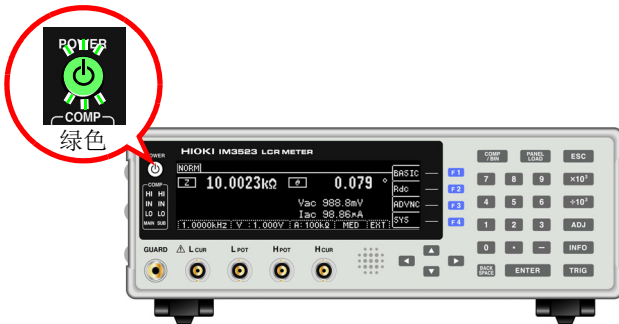 POWER
COMP
绿色
HIOKI IM3523 LCR METER
POWER
COMP
HI HI
IN IN
LO LO
MAIN SUB
NORM
Z 10.0023kΩ θ 0.079 °
Vac 988.8mV
Iac 98.86μA
1.0000kHz V :1.000V A:100kΩ MED EXT
BASIC
Rdc
ADVNC
SYS
F1
F2
F3
F4
COMP / BIN
PANEL LOAD
ESC
7 8 9 ×10³
4 5 6 ÷10³
1 2 3 ADJ
0 · − INFO
BACK SPACE ENTER TRIG
GUARD ⚠ LCUR LPOT HPOT HCUR